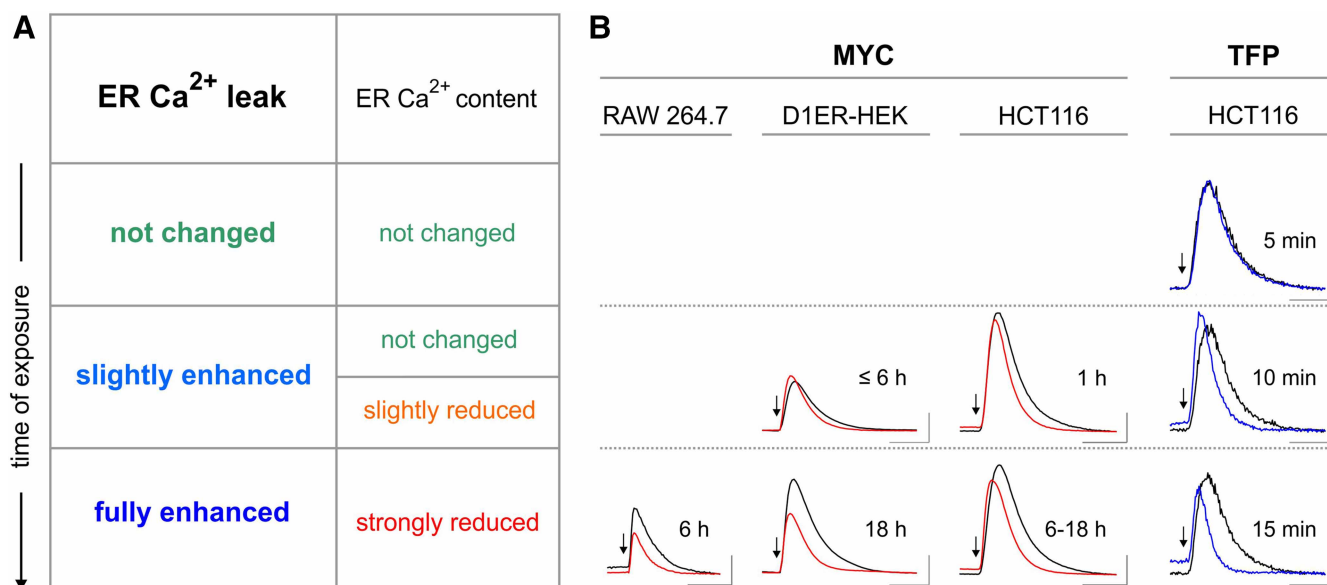 A
ER Ca2+ leak
ER Ca2+ content
time of exposure
not changed
not changed
slightly enhanced
not changed
slightly reduced
fully enhanced
strongly reduced
B
MYC
TFP
RAW 264.7
D1ER-HEK
HCT116
HCT116
5 min
≤ 6 h
1 h
10 min
6 h
18 h
6-18 h
15 min